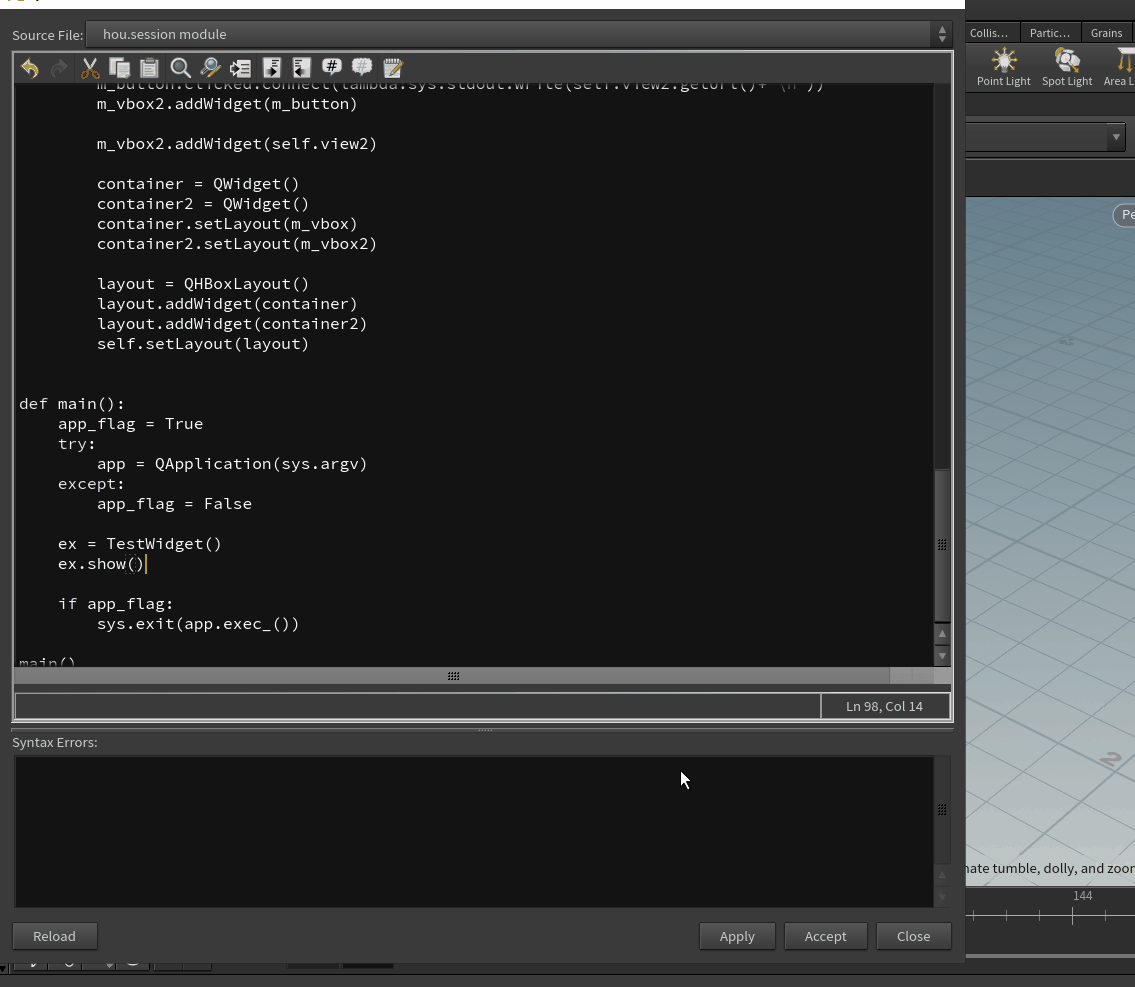 Source File: hou.session module
m_button.clicked.connect(lambda:sys.stdout.write(self.view2.getUrl()+'\n'))
m_vbox2.addWidget(m_button)
m_vbox2.addWidget(self.view2)
container = QWidget()
container2 = QWidget()
container.setLayout(m_vbox)
container2.setLayout(m_vbox2)
layout = QHBoxLayout()
layout.addWidget(container)
layout.addWidget(container2)
self.setLayout(layout)
def main():
app_flag = True
try:
app = QApplication(sys.argv)
except:
app_flag = False
ex = TestWidget()
ex.show()
if app_flag:
sys.exit(app.exec_())
main()
Ln 98, Col 14
Syntax Errors:
Reload
Apply
Accept
Close
Collis...
Partic...
Grains
Point Light
Spot Light
Area L
Pe
2
nate tumble, dolly, and zoor
144